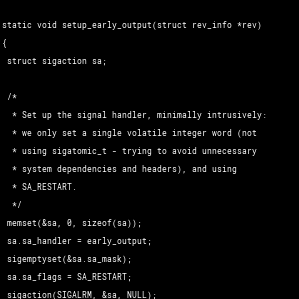 static void setup_early_output(struct rev_info *rev)
{
struct sigaction sa;

/*
* Set up the signal handler, minimally intrusively:
* we only set a single volatile integer word (not
* using sigatomic_t - trying to avoid unnecessary
* system dependencies and headers), and using
* SA_RESTART.
*/
memset(&sa, 0, sizeof(sa));
sa.sa_handler = early_output;
sigemptyset(&sa.sa_mask);
sa.sa_flags = SA_RESTART;
sigaction(SIGALRM, &sa, NULL);